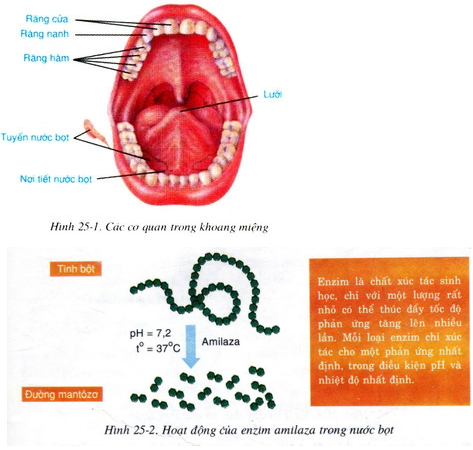 Răng cửa
Răng nanh
Răng hàm
Lưỡi
Tuyến nước bọt
Nơi tiết nước bọt
Hình 25-1. Các cơ quan trong khoang miệng
Tinh bột
pH = 7,2
t° = 37°C
Amilaza
Đường mantôzơ
Enzim là chất xúc tác sinh
học, chỉ với một lượng rất
nhỏ có thể thúc đẩy tốc độ
phản ứng tăng lên nhiều
lần. Mỗi loại enzim chỉ xúc
tác cho một phản ứng nhất
định, trong điều kiện pH và
nhiệt độ nhất định.
Hình 25-2. Hoạt động của enzim amilaza trong nước bọt